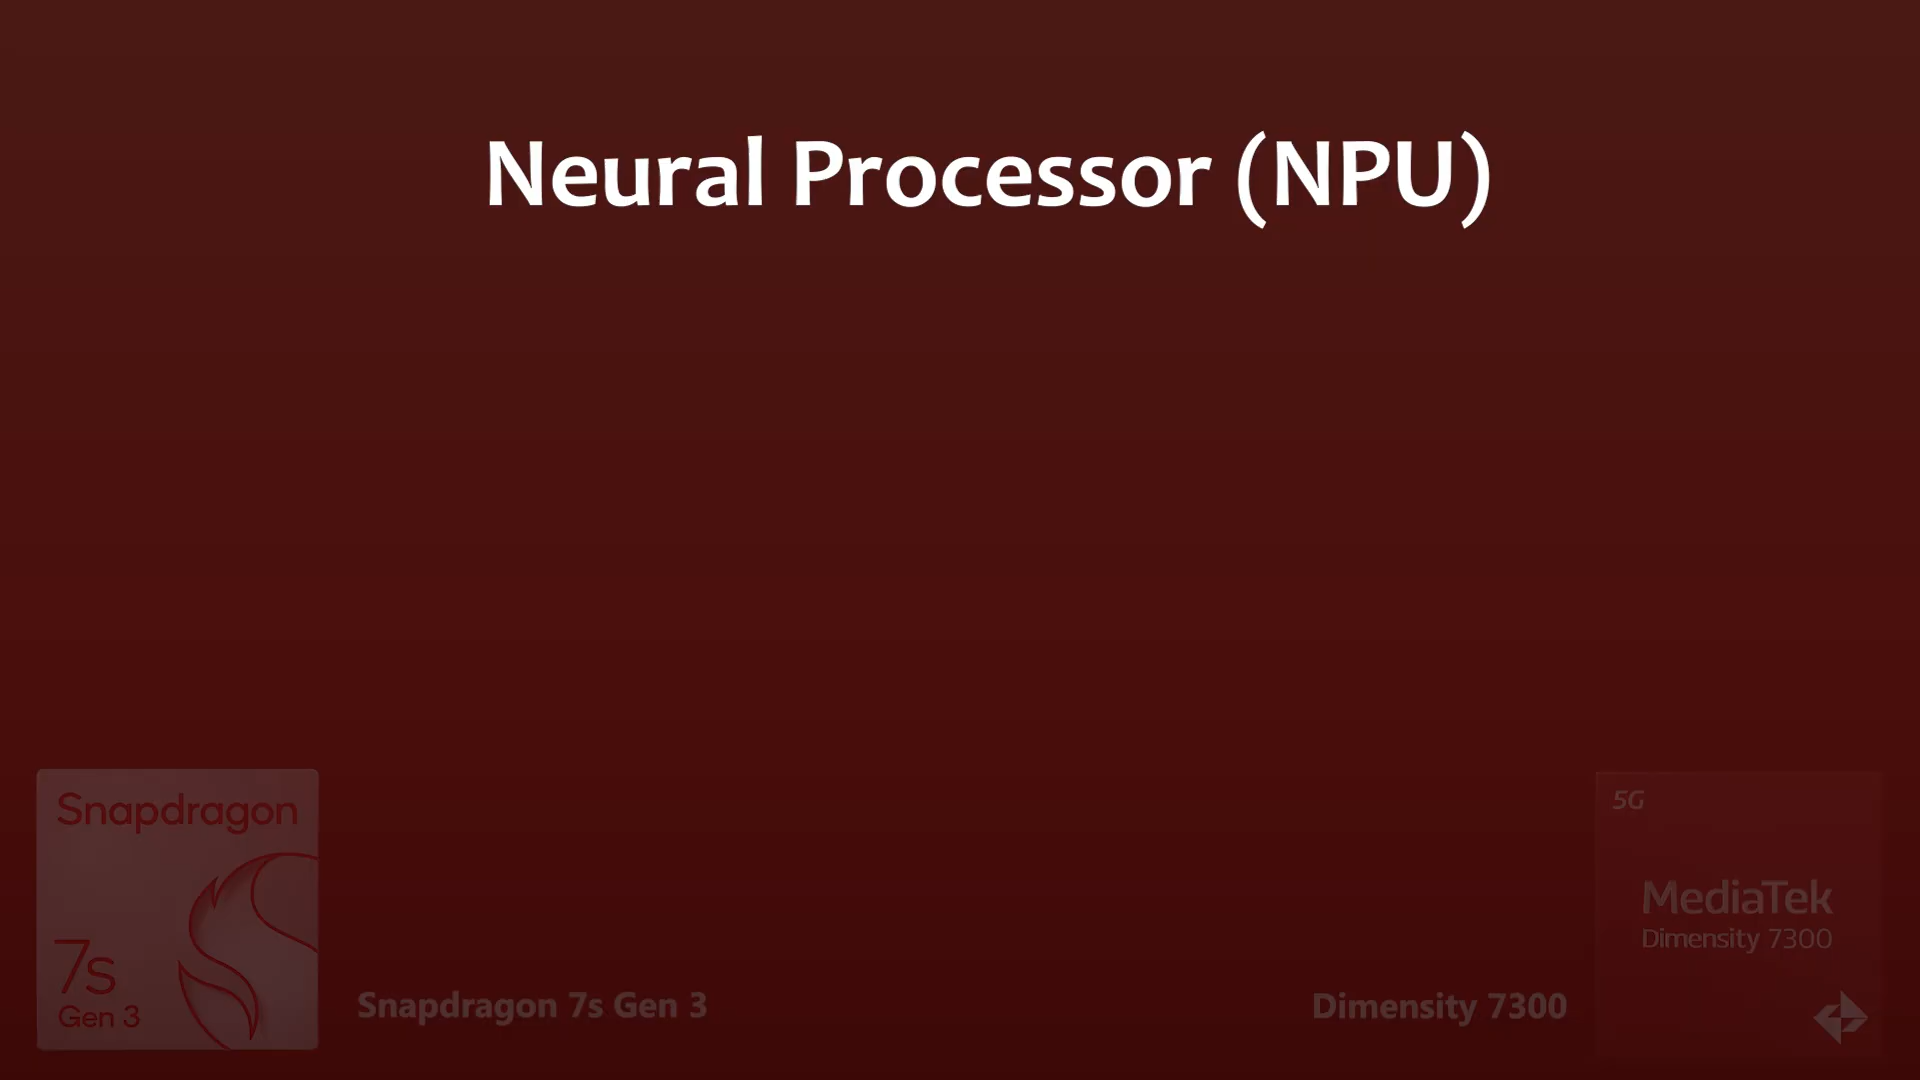 Neural Processor (NPU)
Snapdragon
7s
Gen 3
Snapdragon 7s Gen 3
Dimensity 7300
5G
MediaTek
Dimensity 7300